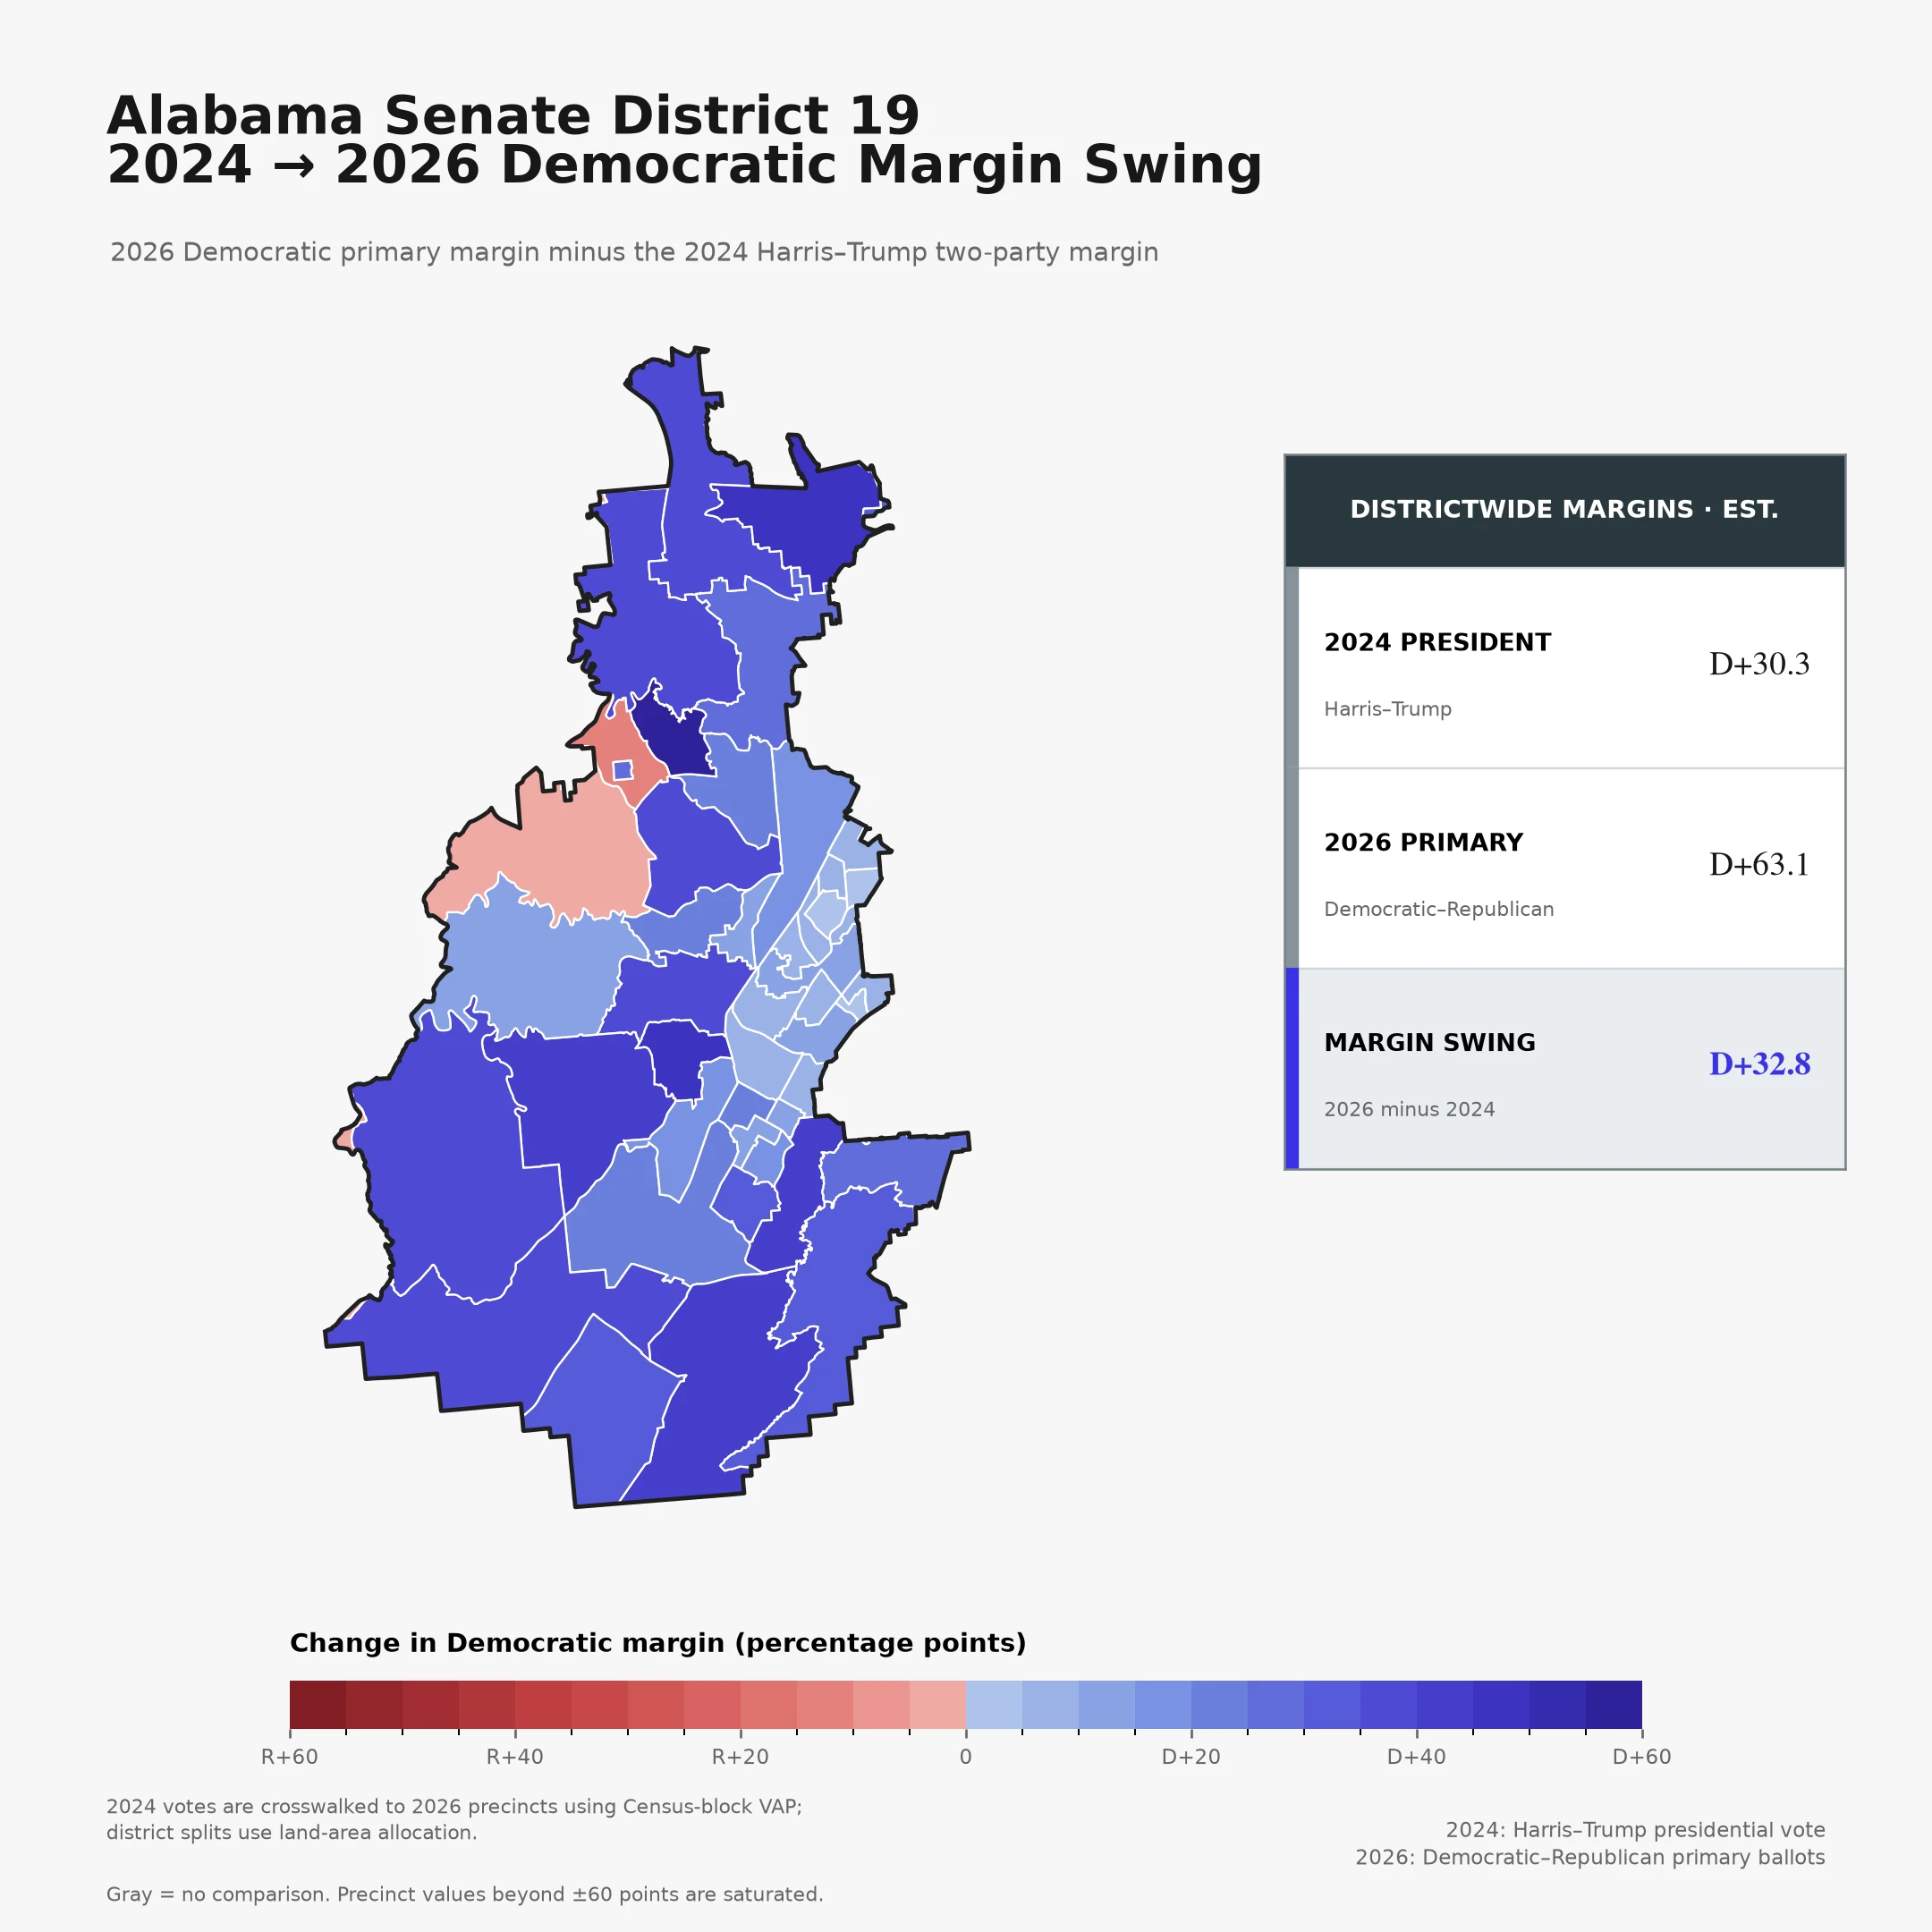 Alabama Senate District 19
2024 → 2026 Democratic Margin Swing
2026 Democratic primary margin minus the 2024 Harris–Trump two-party margin
DISTRICTWIDE MARGINS · EST.
2024 PRESIDENT
D+30.3
Harris–Trump
2026 PRIMARY
D+63.1
Democratic–Republican
MARGIN SWING
D+32.8
2026 minus 2024
Change in Democratic margin (percentage points)
R+60 R+40 R+20 0 D+20 D+40 D+60
2024 votes are crosswalked to 2026 precincts using Census-block VAP;
district splits use land-area allocation.
2024: Harris–Trump presidential vote
2026: Democratic–Republican primary ballots
Gray = no comparison. Precinct values beyond ±60 points are saturated.